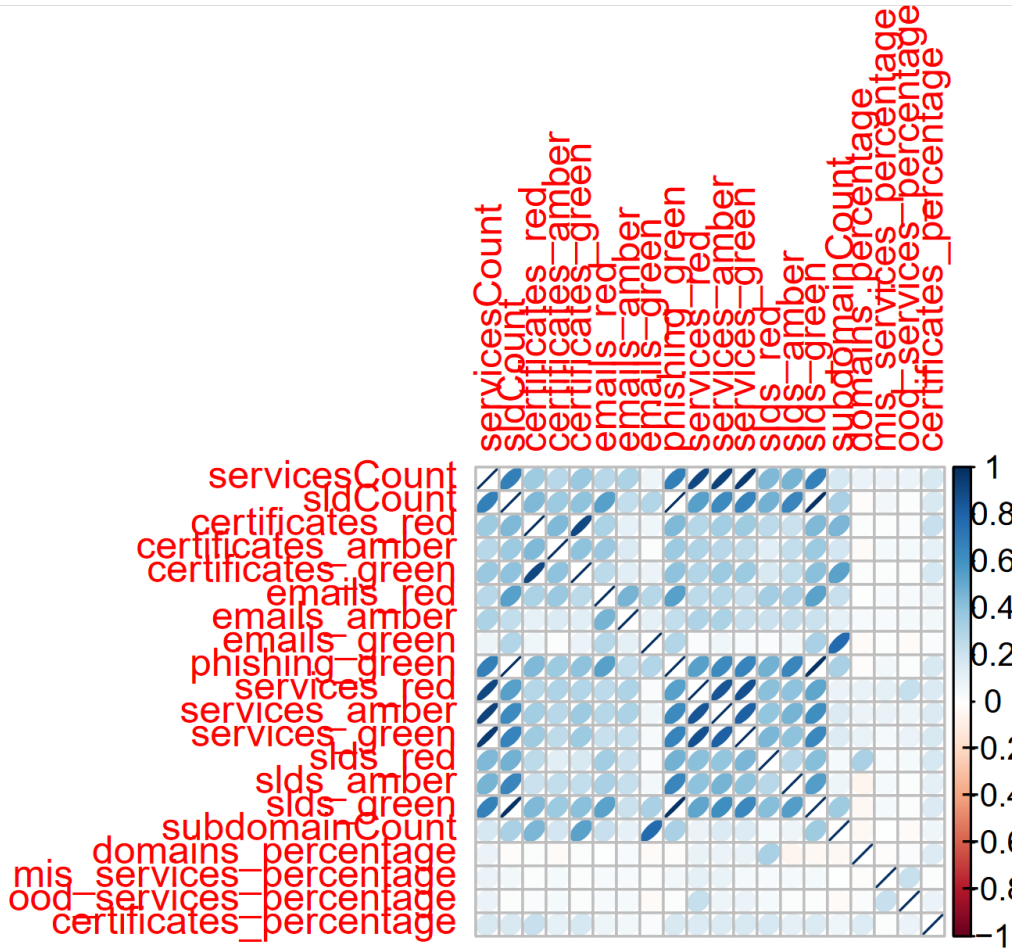 servicesCount
sldCount
certificates_red
certificates_amber
certificates_green
emails_red
emails_amber
emails_green
phishing_green
services_red
services_amber
services_green
slds_red
slds_amber
slds_green
subdomainCount
domains_percentage
mis_services_percentage
ood_services_percentage
certificates_percentage
servicesCount
sldCount
certificates_red
certificates_amber
certificates_green
emails_red
emails_amber
emails_green
phishing_green
services_red
services_amber
services_green
slds_red
slds_amber
slds_green
subdomainCount
domains_percentage
mis_services_percentage
ood_services_percentage
certificates_percentage
1
0.8
0.6
0.4
0.2
0
−0.2
−0.4
−0.6
−0.8
−1